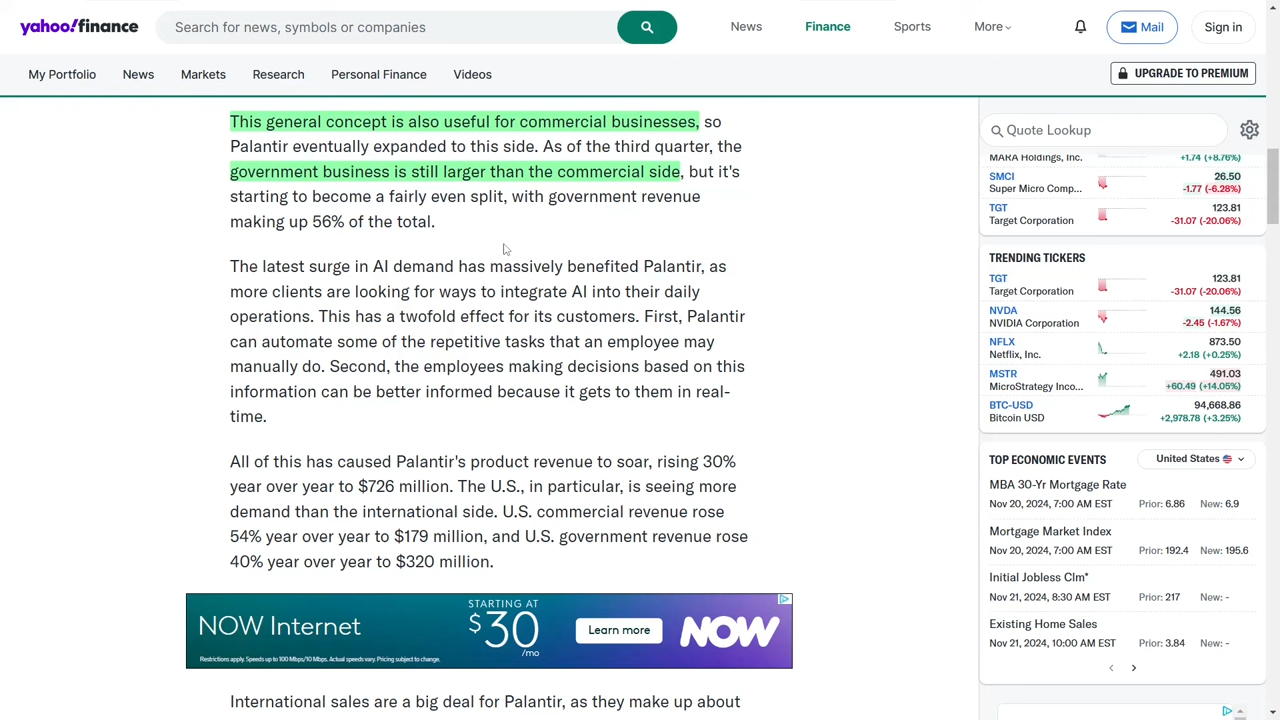 yahoo!finance
Search for news, symbols or companies
News
Finance
Sports
More
Mail
Sign in
My Portfolio
News
Markets
Research
Personal Finance
Videos
UPGRADE TO PREMIUM
This general concept is also useful for commercial businesses, so
Palantir eventually expanded to this side. As of the third quarter, the
government business is still larger than the commercial side, but it's
starting to become a fairly even split, with government revenue
making up 56% of the total.
The latest surge in AI demand has massively benefited Palantir, as
more clients are looking for ways to integrate AI into their daily
operations. This has a twofold effect for its customers. First, Palantir
can automate some of the repetitive tasks that an employee may
manually do. Second, the employees making decisions based on this
information can be better informed because it gets to them in real-
time.
All of this has caused Palantir's product revenue to soar, rising 30%
year over year to $726 million. The U.S., in particular, is seeing more
demand than the international side. U.S. commercial revenue rose
54% year over year to $179 million, and U.S. government revenue rose
40% year over year to $320 million.
NOW Internet
STARTING AT
$30
/mo
Learn more
NOW
Restrictions apply. Speeds up to 100 Mbps/10 Mbps. Actual speeds vary. Pricing subject to change.
International sales are a big deal for Palantir, as they make up about
Quote Lookup
MARA Holdings, Inc. +1.74 (+8.76%)
SMCI 26.50
Super Micro Comp... -1.77 (-6.28%)
TGT 123.81
Target Corporation -31.07 (-20.06%)
TRENDING TICKERS
TGT 123.81
Target Corporation -31.07 (-20.06%)
NVDA 144.56
NVIDIA Corporation -2.45 (-1.67%)
NFLX 873.50
Netflix, Inc. +2.18 (+0.25%)
MSTR 491.03
MicroStrategy Inco... +60.49 (+14.05%)
BTC-USD 94,668.86
Bitcoin USD +2,978.78 (+3.25%)
TOP ECONOMIC EVENTS
United States
MBA 30-Yr Mortgage Rate
Nov 20, 2024, 7:00 AM EST Prior: 6.86 New: 6.9
Mortgage Market Index
Nov 20, 2024, 7:00 AM EST Prior: 192.4 New: 195.6
Initial Jobless Clm*
Nov 21, 2024, 8:30 AM EST Prior: 217 New: -
Existing Home Sales
Nov 21, 2024, 10:00 AM EST Prior: 3.84 New: -